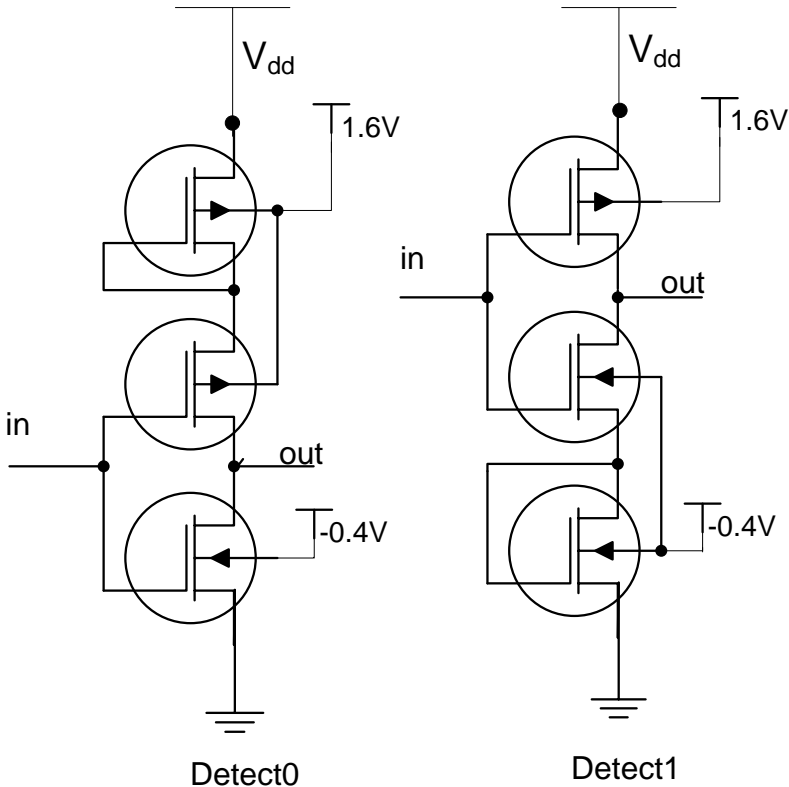 Vdd
1.6V
in
out
-0.4V
Detect0
Vdd
1.6V
in
out
-0.4V
Detect1